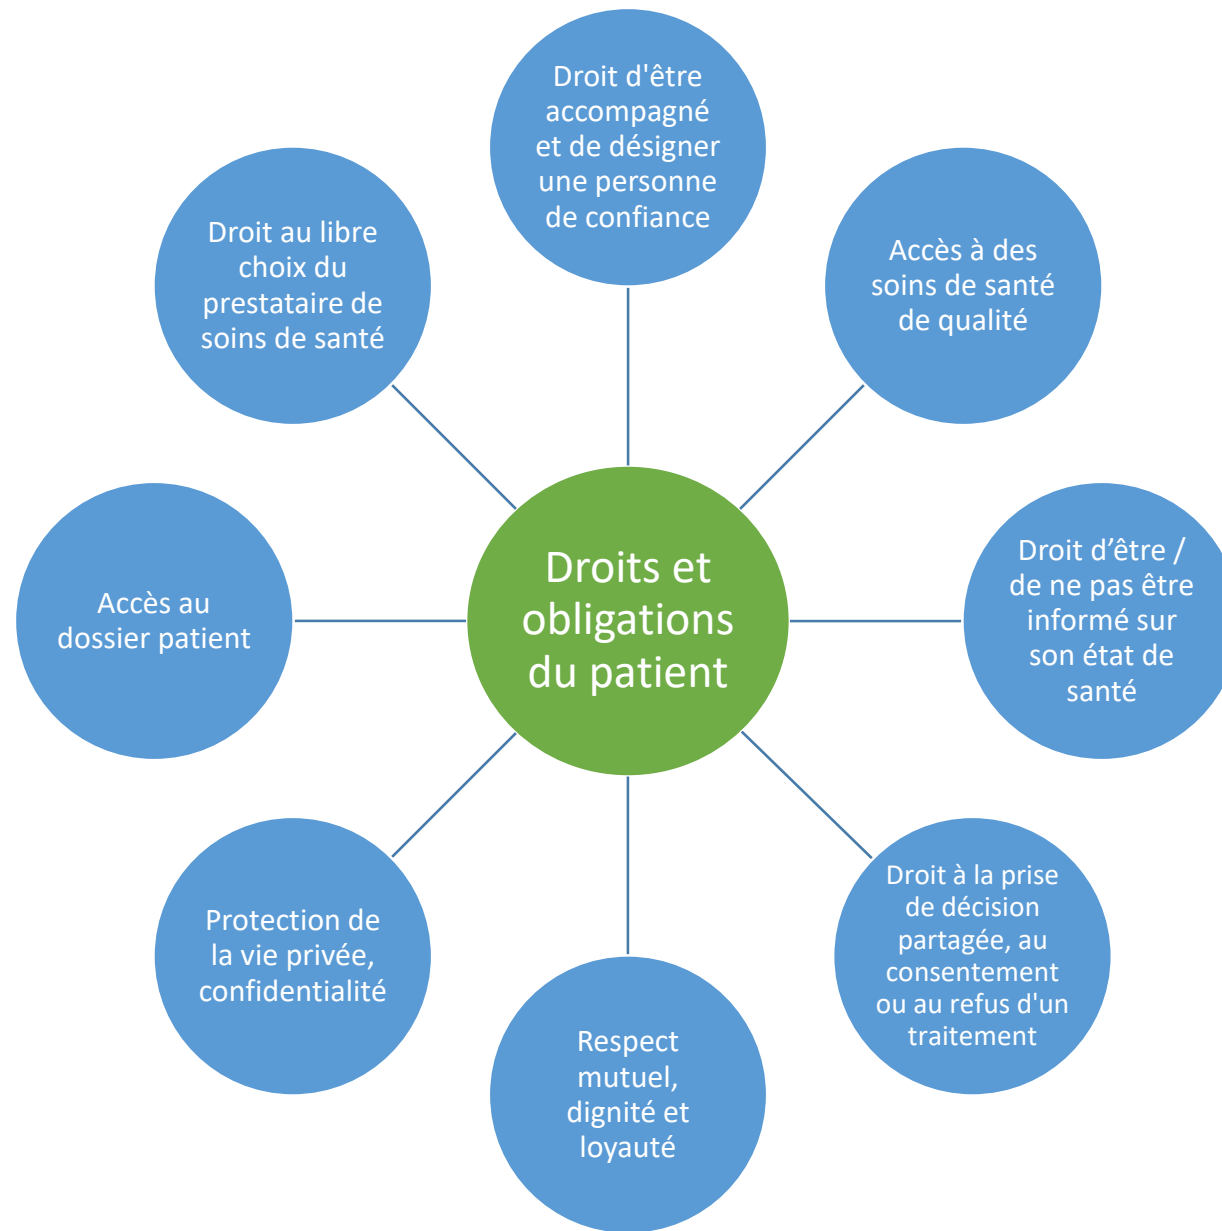 Droit d'être
accompagné
et de désigner
une personne
de confiance
Accès à des
soins de santé
de qualité
Droit d’être /
de ne pas être
informé sur
son état de
santé
Droit à la prise
de décision
partagée, au
consentement
ou au refus d'un
traitement
Respect
mutuel,
dignité et
loyauté
Protection de
la vie privée,
confidentialité
Accès au
dossier patient
Droit au libre
choix du
prestataire de
soins de santé
Droits et
obligations
du patient